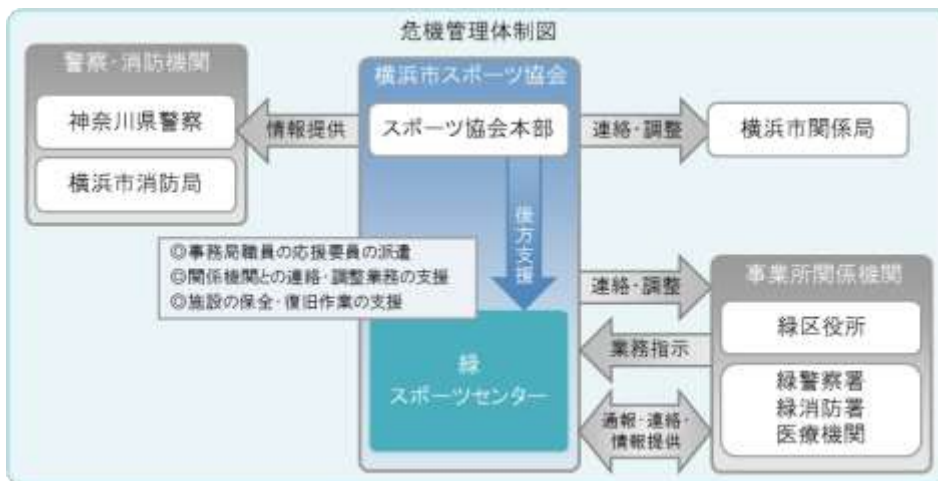 危機管理体制図
警察・消防機関
神奈川県警察
横浜市消防局
情報提供
横浜市スポーツ協会
スポーツ協会本部
連絡・調整
横浜市関係局
後方支援
◎事務局職員の応援要員の派遣
◎関係機関との連絡・調整業務の支援
◎施設の保全・復旧作業の支援
緑
スポーツセンター
連絡・調整
業務指示
通報・連絡・
情報提供
事業所関係機関
緑区役所
緑警察署
緑消防署
医療機関